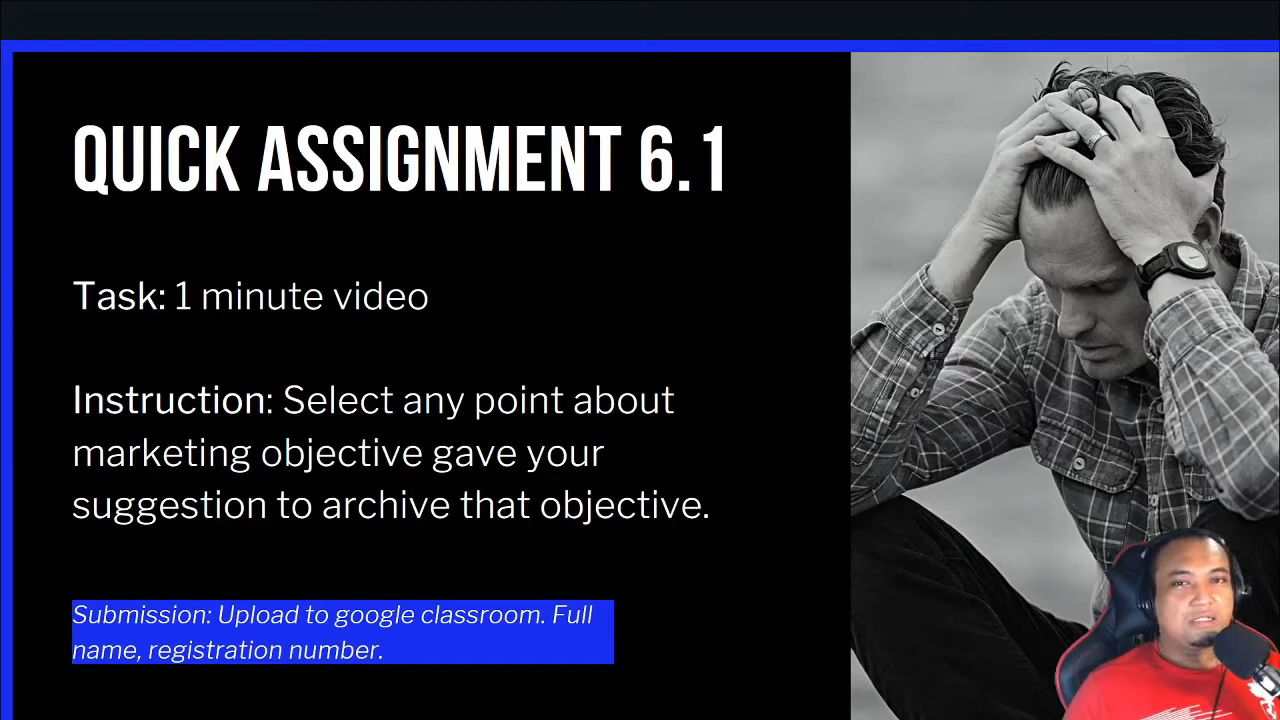 QUICK ASSIGNMENT 6.1
Task: 1 minute video
Instruction: Select any point about
marketing objective gave your
suggestion to archive that objective.
Submission: Upload to google classroom. Full
name, registration number.